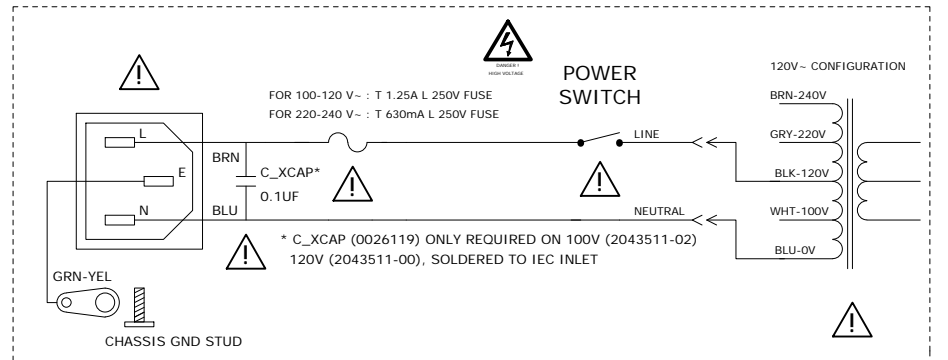 DANGER !
HIGH VOLTAGE
POWER
SWITCH
120V~ CONFIGURATION
FOR 100-120 V~ : T 1.25A L 250V FUSE
FOR 220-240 V~ : T 630mA L 250V FUSE
BRN-240V
L
LINE
GRY-220V
BRN
E
C_XCAP*
BLK-120V
0.1UF
N
BLU
NEUTRAL
WHT-100V
* C_XCAP (0026119) ONLY REQUIRED ON 100V (2043511-02)
120V (2043511-00), SOLDERED TO IEC INLET
BLU-0V
GRN-YEL
CHASSIS GND STUD